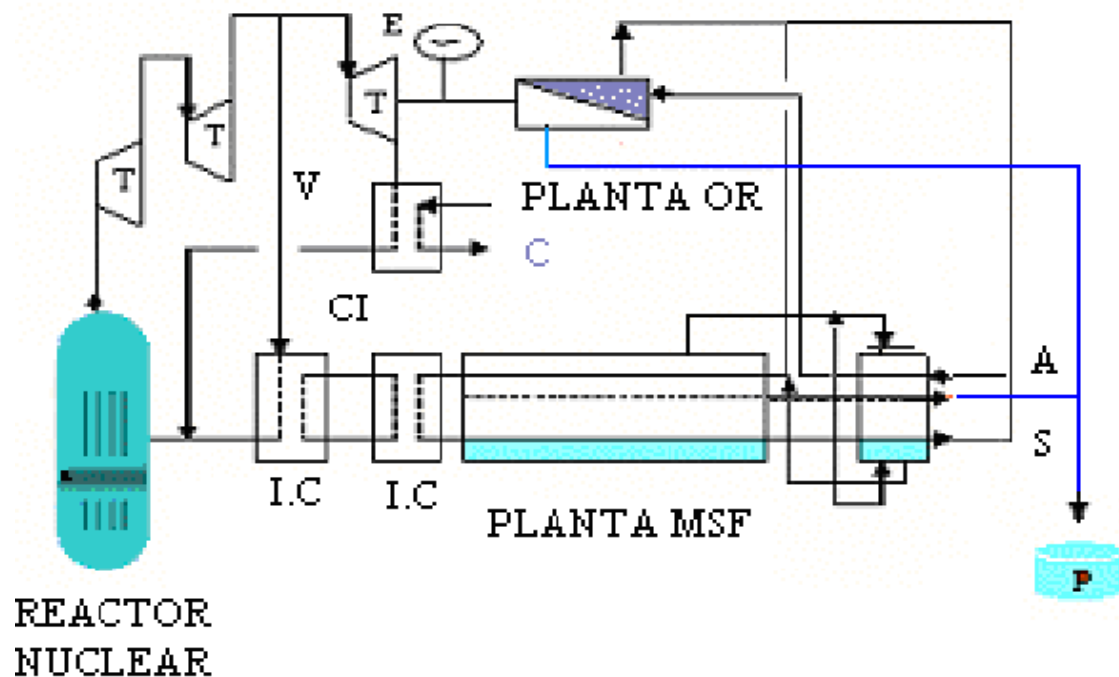 E
T
T
T
V
PLANTA OR
C
CI
A
S
I.C
I.C
PLANTA MSF
P
REACTOR
NUCLEAR